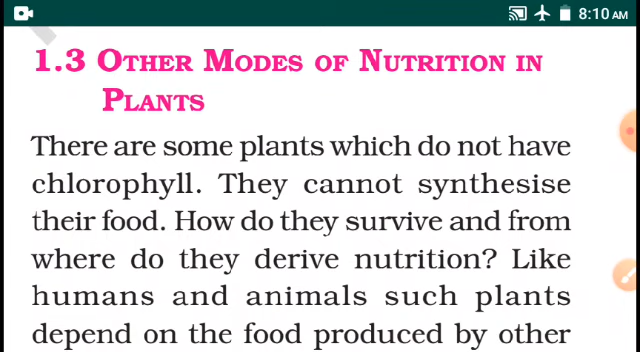 8:10 AM
1.3 OTHER MODES OF NUTRITION IN
PLANTS
There are some plants which do not have
chlorophyll. They cannot synthesise
their food. How do they survive and from
where do they derive nutrition? Like
humans and animals such plants
depend on the food produced by other